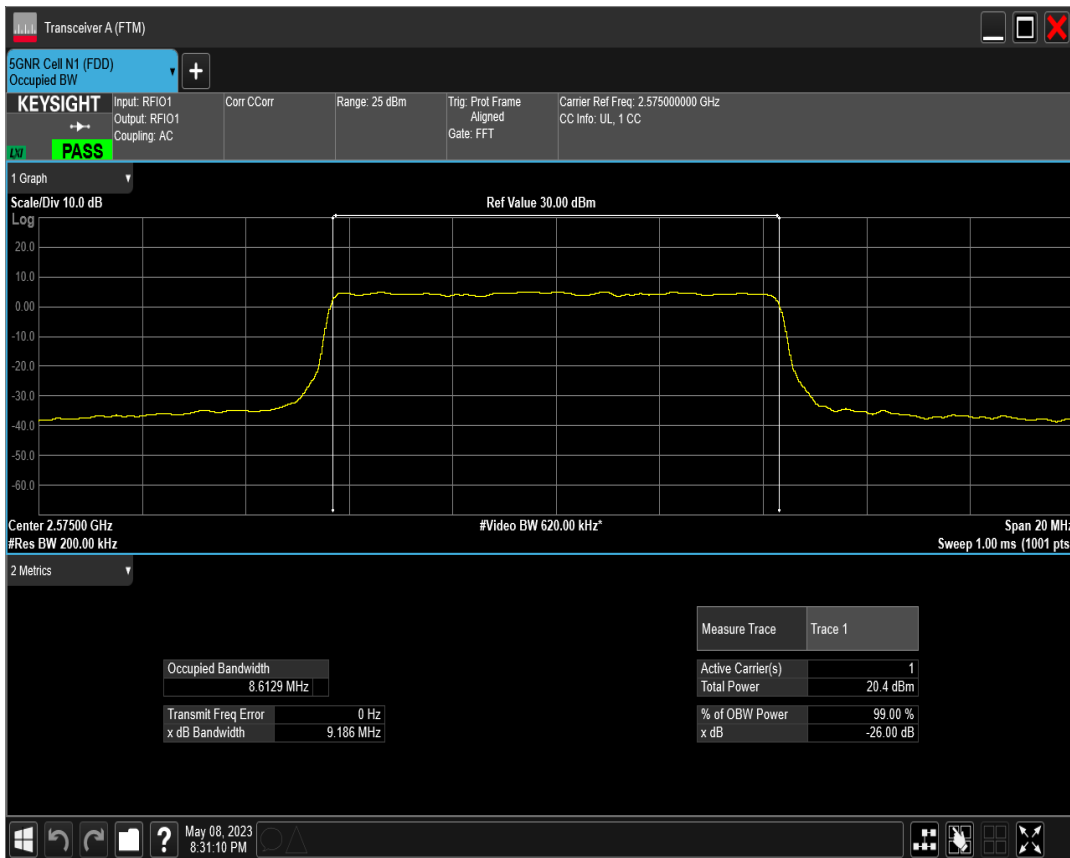 Transceiver A (FTM)
5GNR Cell N1 (FDD)
Occupied BW
+
KEYSIGHT
LXI
PASS
Input: RFIO1
Output: RFIO1
Coupling: AC
Corr CCorr
Range: 25 dBm
Trig: Prot Frame
Aligned
Gate: FFT
Carrier Ref Freq: 2.575000000 GHz
CC Info: UL, 1 CC
1 Graph
Scale/Div 10.0 dB
Ref Value 30.00 dBm
Log
20.0
10.0
0.00
-10.0
-20.0
-30.0
-40.0
-50.0
-60.0
Center 2.57500 GHz
#Video BW 620.00 kHz*
Span 20 MHz
#Res BW 200.00 kHz
Sweep 1.00 ms (1001 pts
2 Metrics
Measure Trace Trace 1
Occupied Bandwidth
8.6129 MHz
Active Carrier(s) 1
Total Power 20.4 dBm
Transmit Freq Error 0 Hz
x dB Bandwidth 9.186 MHz
% of OBW Power 99.00 %
x dB -26.00 dB
?
May 08, 2023
8:31:10 PM